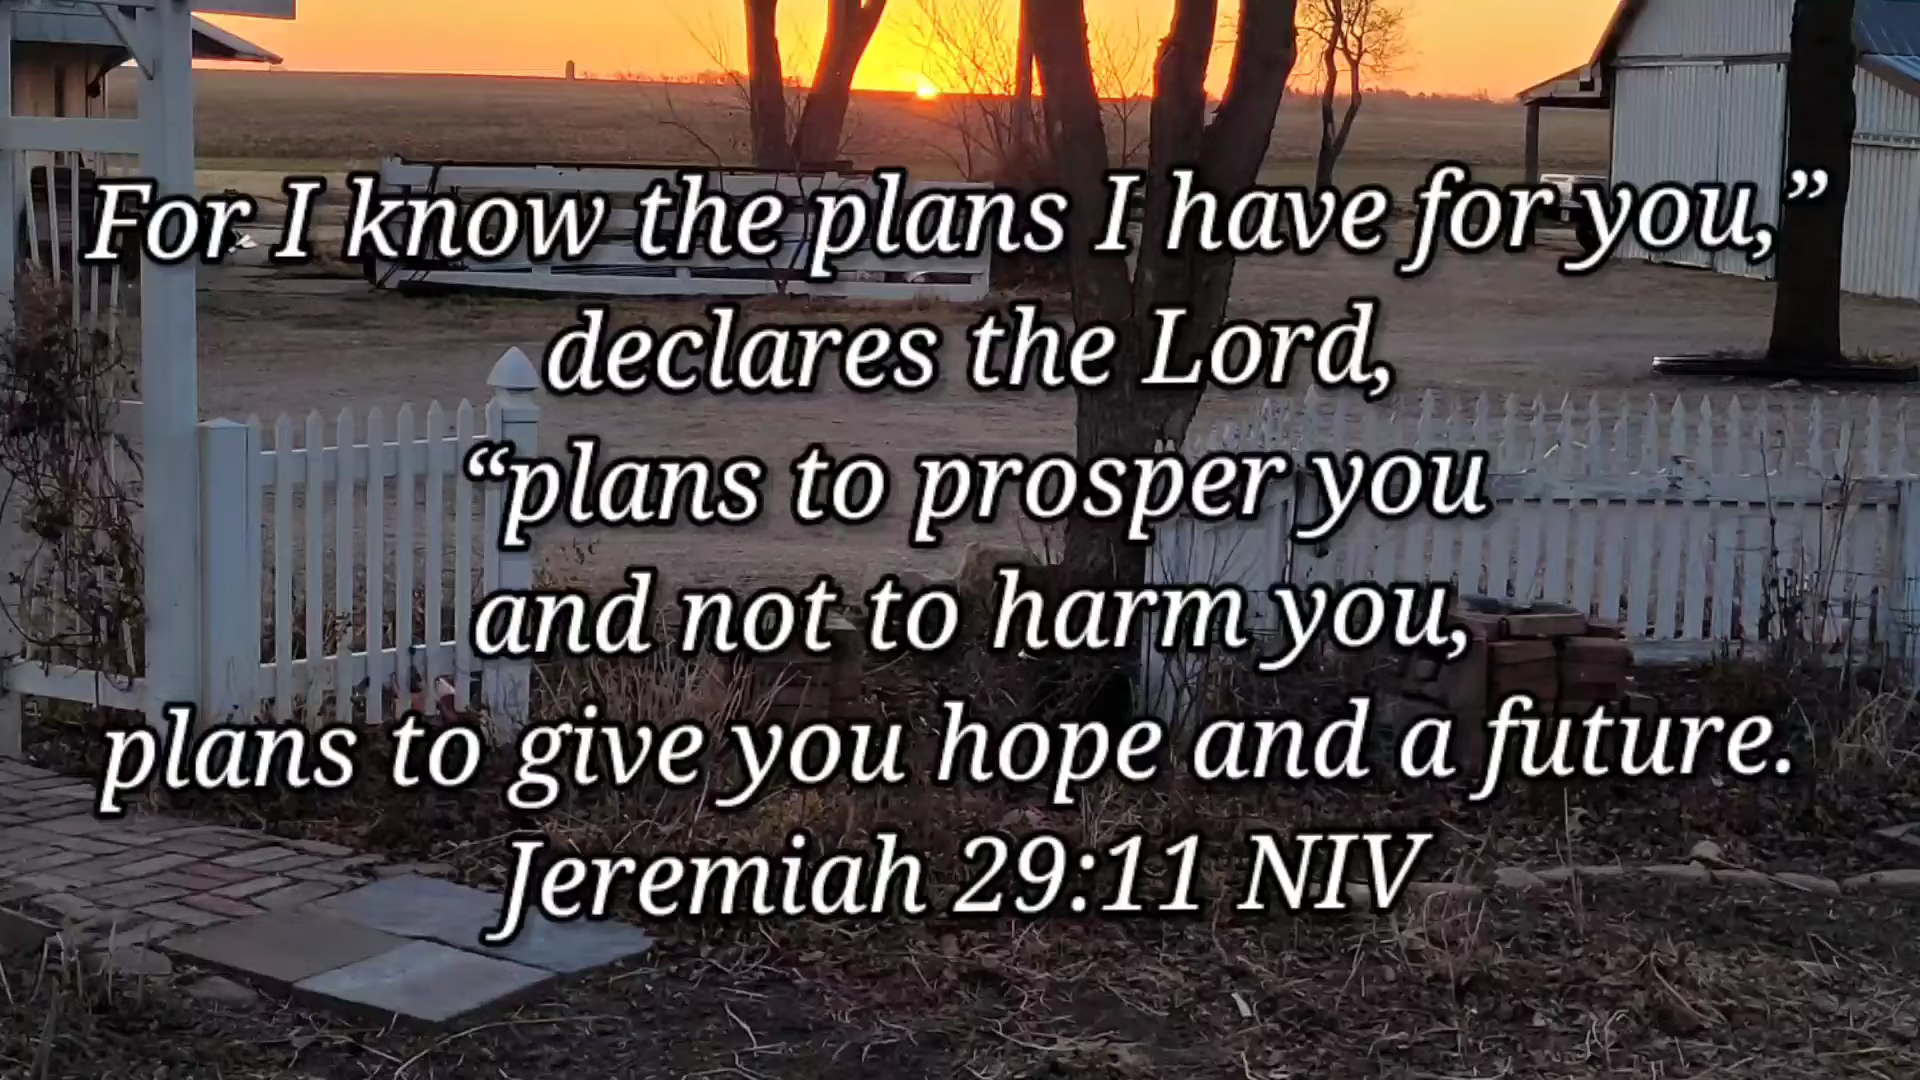 For I know the plans I have for you,”
declares the Lord,
“plans to prosper you
and not to harm you,
plans to give you hope and a future.
Jeremiah 29:11 NIV